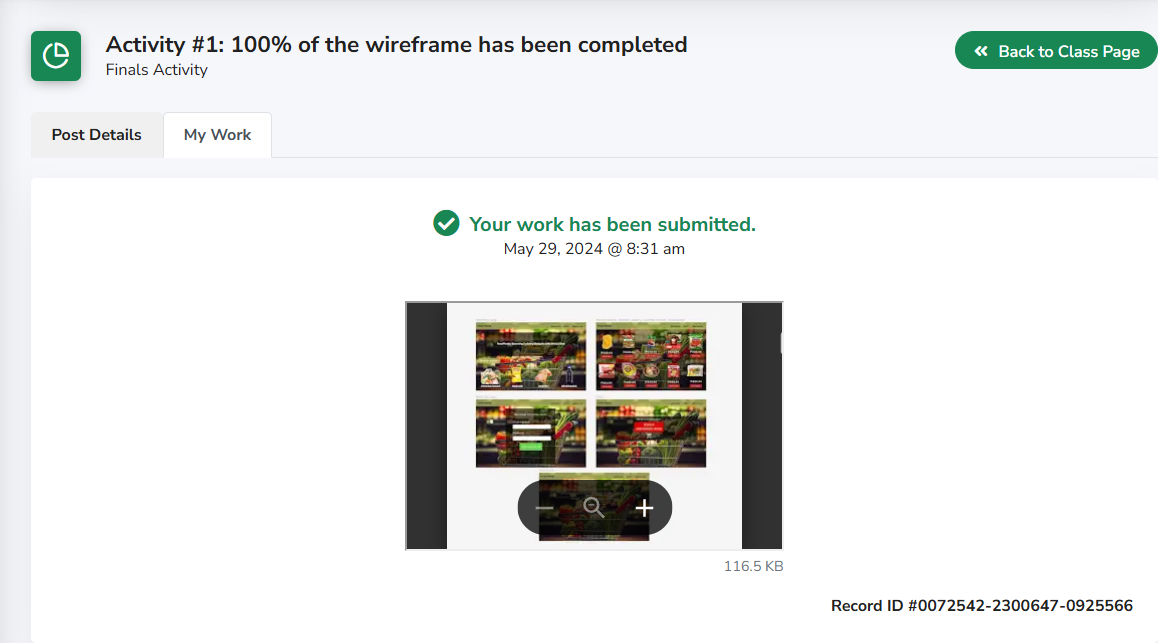 Activity #1: 100% of the wireframe has been completed
Finals Activity
Back to Class Page
Post Details
My Work
Your work has been submitted.
May 29, 2024 @ 8:31 am
116.5 KB
Record ID #0072542-2300647-0925566